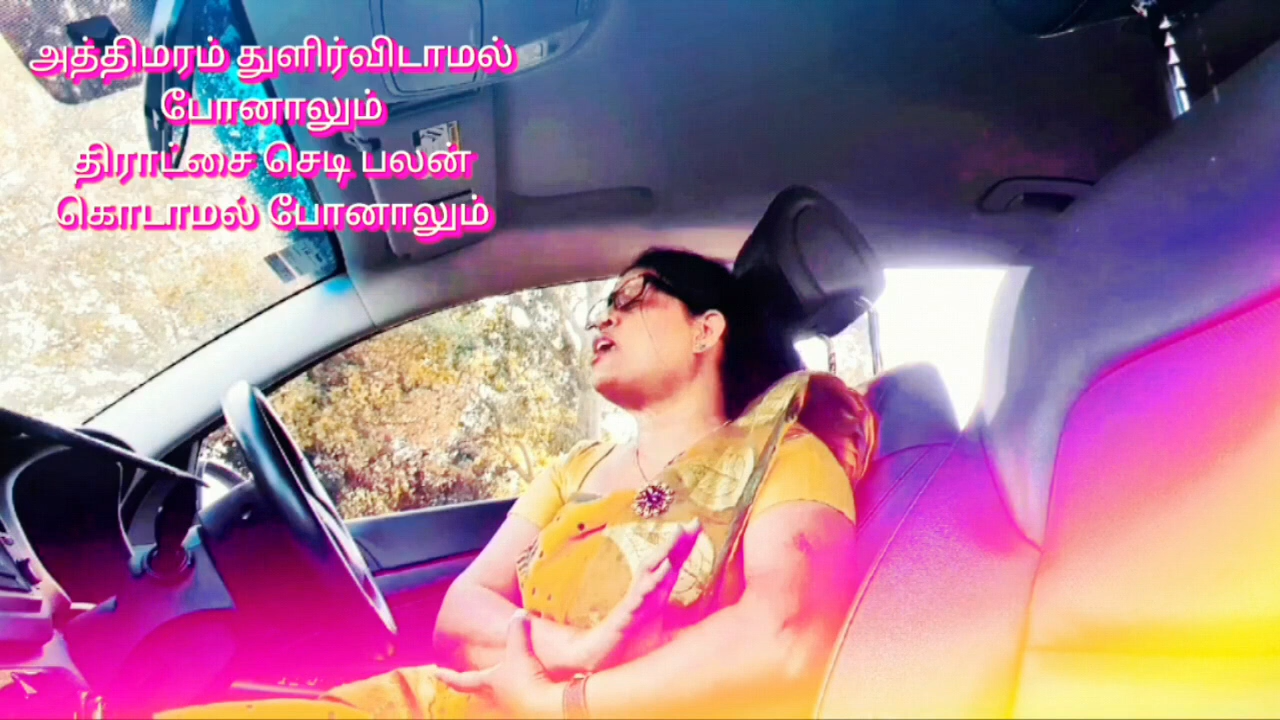 அத்திமரம் துளிர்விடாமல்
போனாலும்
திராட்சை செடி பலன்
கொடாமல் போனாலும்